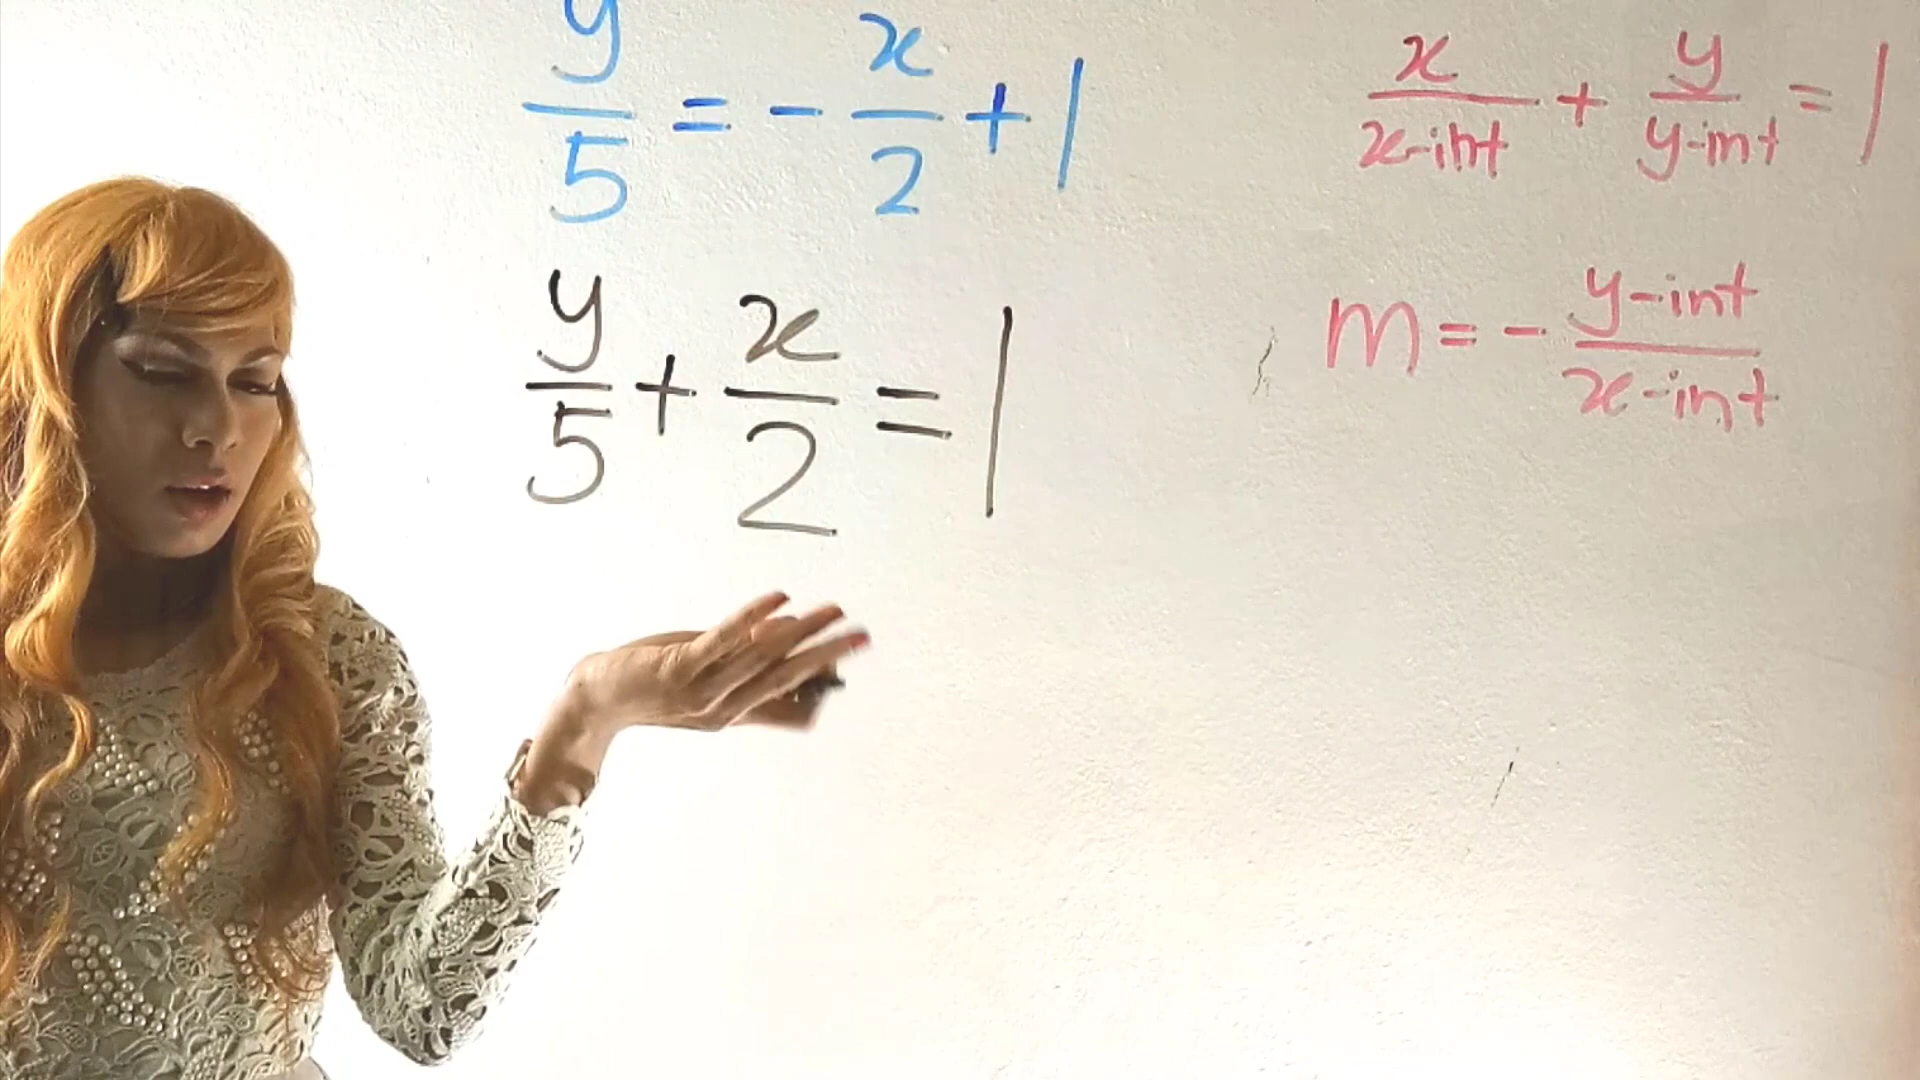 y/5 = - x/2 + 1
y/5 + x/2 = 1
x/x-int + y/y-int = 1
m = - y-int/x-int